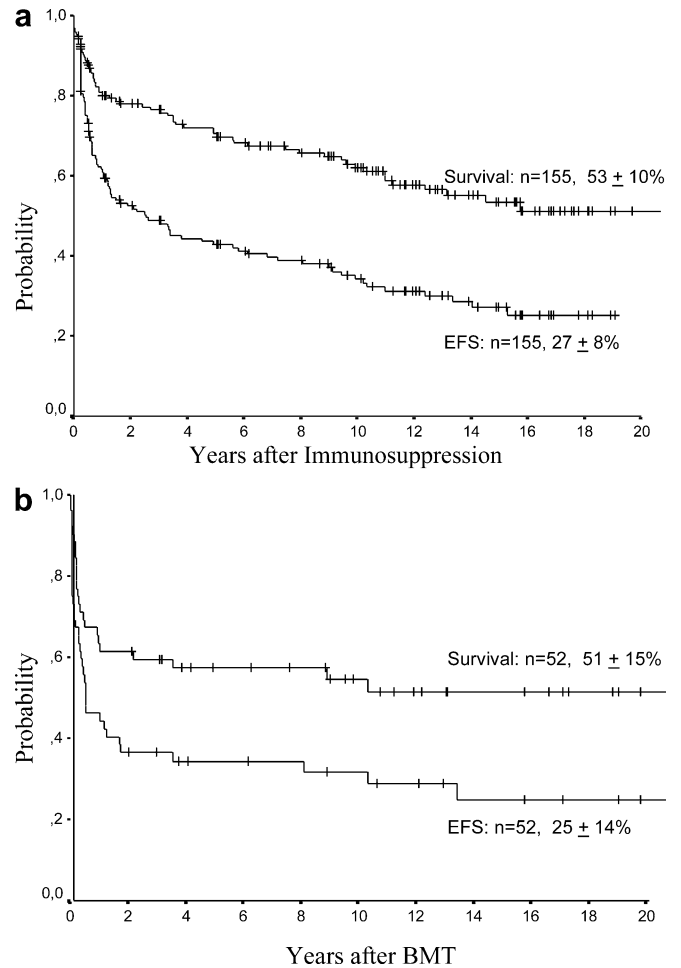 a
1,0
,8
,6
,4
,2
0,0
Probability
Survival: n=155, 53 ± 10%
EFS: n=155, 27 ± 8%
0 2 4 6 8 10 12 14 16 18 20
Years after Immunosuppression
b
1,0
,8
,6
,4
,2
0,0
Probability
Survival: n=52, 51 ± 15%
EFS: n=52, 25 ± 14%
0 2 4 6 8 10 12 14 16 18 20
Years after BMT